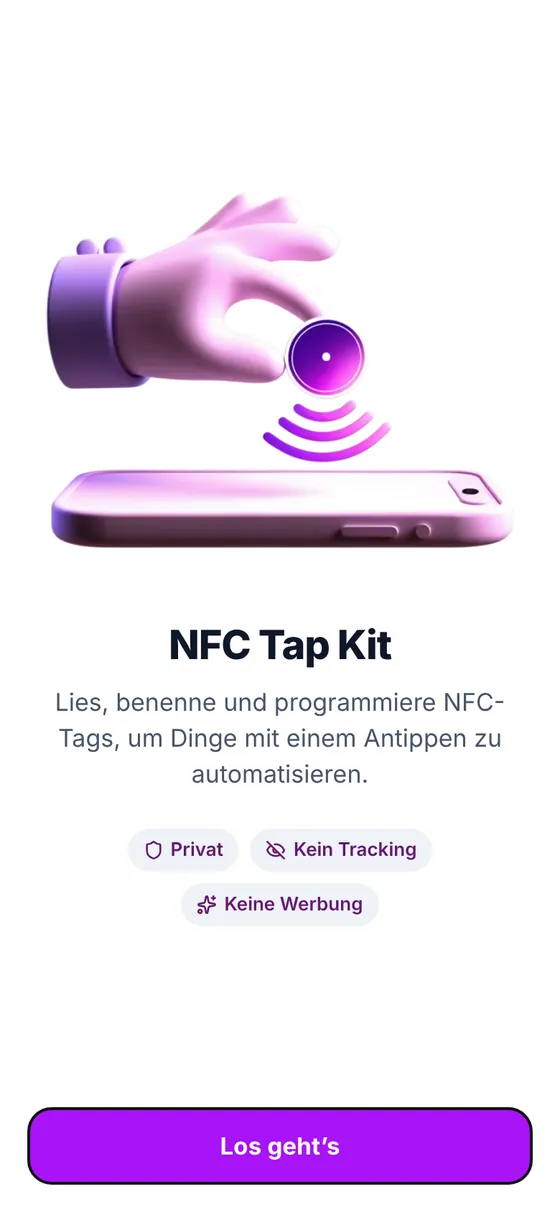 NFC Tap Kit
Lies, benenne und programmiere NFC-
Tags, um Dinge mit einem Antippen zu
automatisieren.
Privat
Kein Tracking
Keine Werbung
Los geht’s